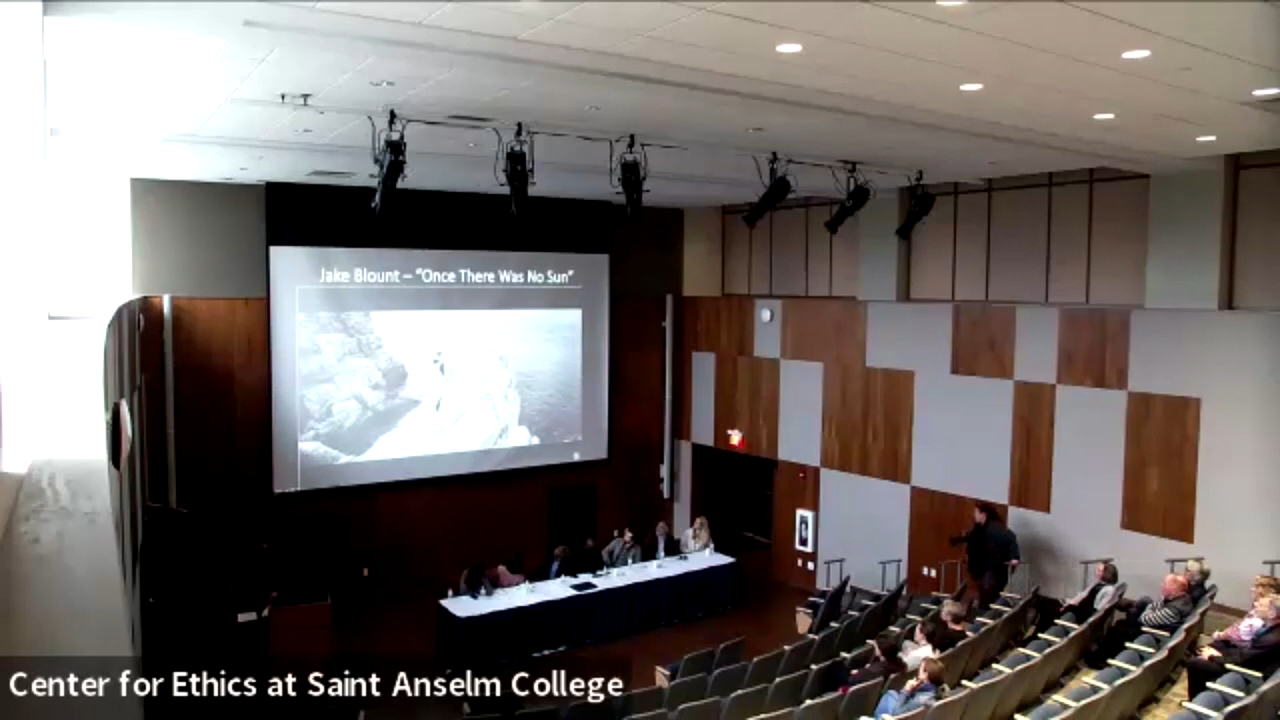 Jake Blount – “Once There Was No Sun”
Center for Ethics at Saint Anselm College